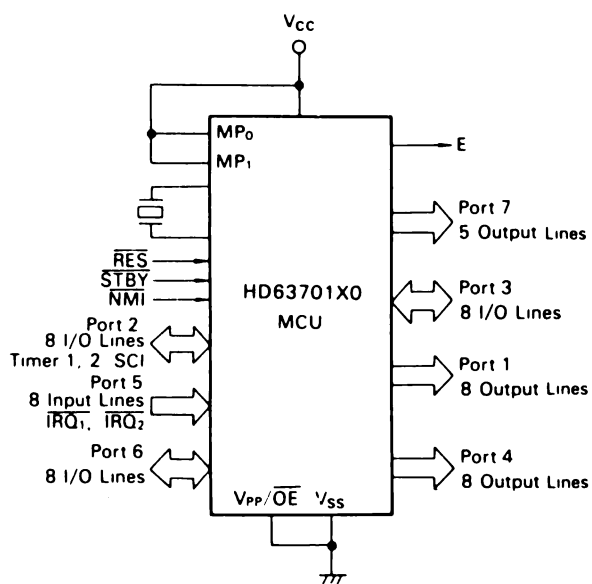 VCC
MP0
MP1
E
Port 7
5 Output Lines
RES
STBY
NMI
HD63701X0
MCU
Port 3
8 I/O Lines
Port 2
8 I/O Lines
Timer 1, 2 SCI
Port 1
8 Output Lines
Port 5
8 Input Lines
IRQ1, IRQ2
Port 6
8 I/O Lines
Port 4
8 Output Lines
VPP/OE VSS